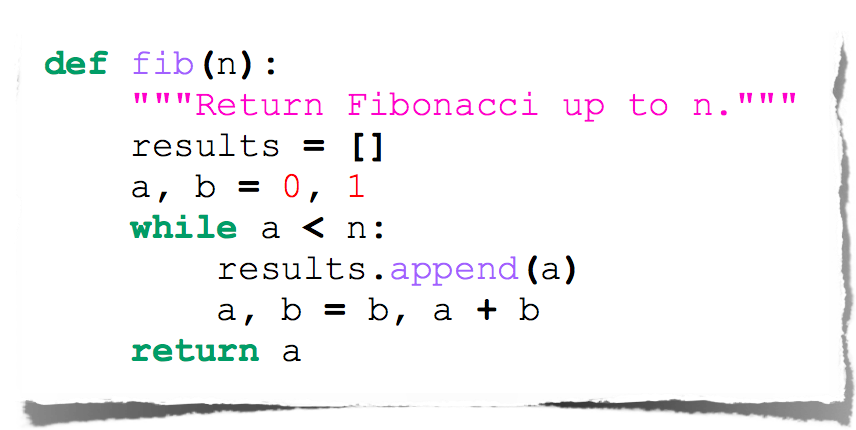 def fib(n):
    """Return Fibonacci up to n."""
    results = []
    a, b = 0, 1
    while a < n:
        results.append(a)
        a, b = b, a + b
    return a